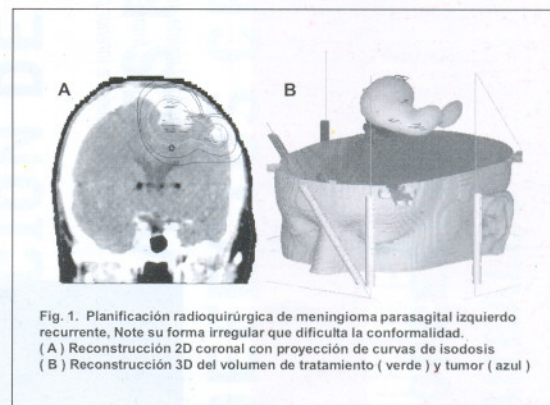 A
B
Fig. 1. Planificación radioquirúrgica de meningioma parasagital izquierdo
recurrente, Note su forma irregular que dificulta la conformalidad.
( A ) Reconstrucción 2D coronal con proyección de curvas de isodosis
( B ) Reconstrucción 3D del volumen de tratamiento ( verde ) y tumor ( azul )